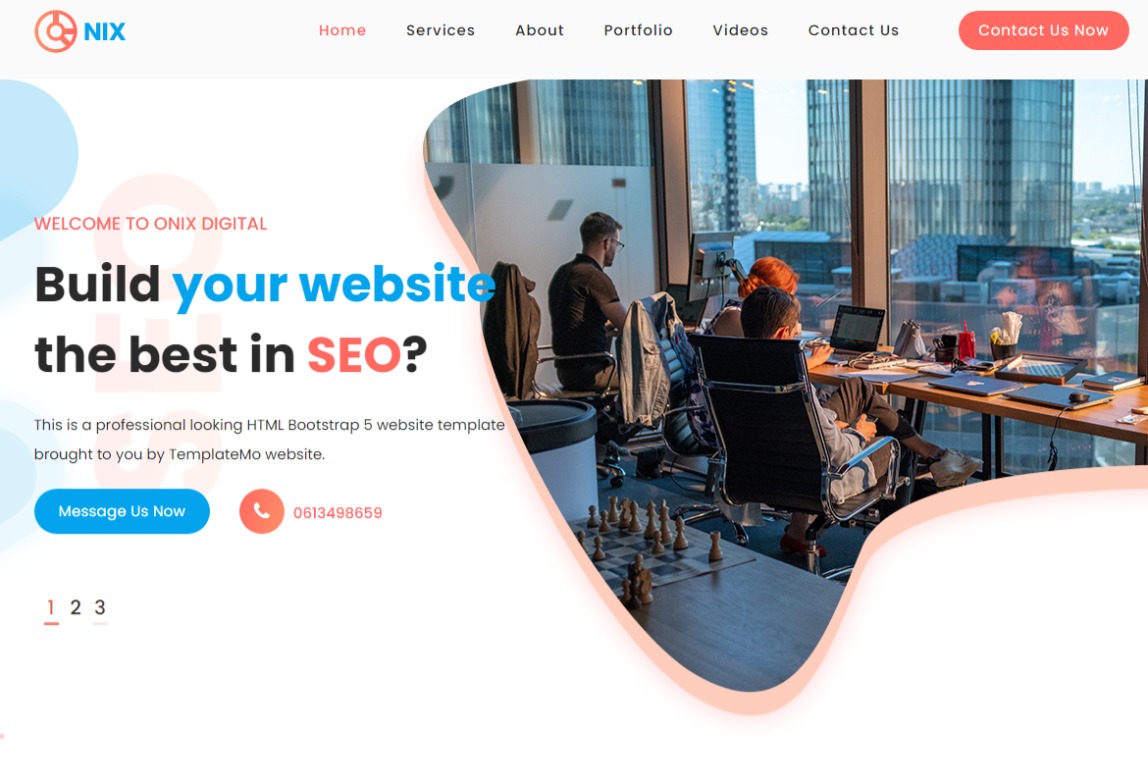 NIX
Home Services About Portfolio Videos Contact Us Contact Us Now
SEO
WELCOME TO ONIX DIGITAL
Build your website
the best in SEO?
This is a professional looking HTML Bootstrap 5 website template
brought to you by TemplateMo website.
Message Us Now 0613498659
1 2 3